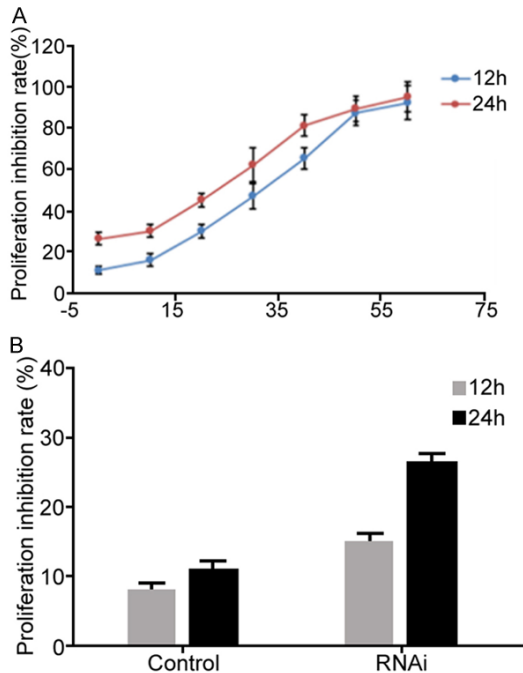 A
Proliferation inhibition rate(%)
120
100
80
60
40
20
0
-5 15 35 55 75
12h
24h
B
Proliferation inhibition rate (%)
40
30
20
10
0
12h
24h
Control RNAi